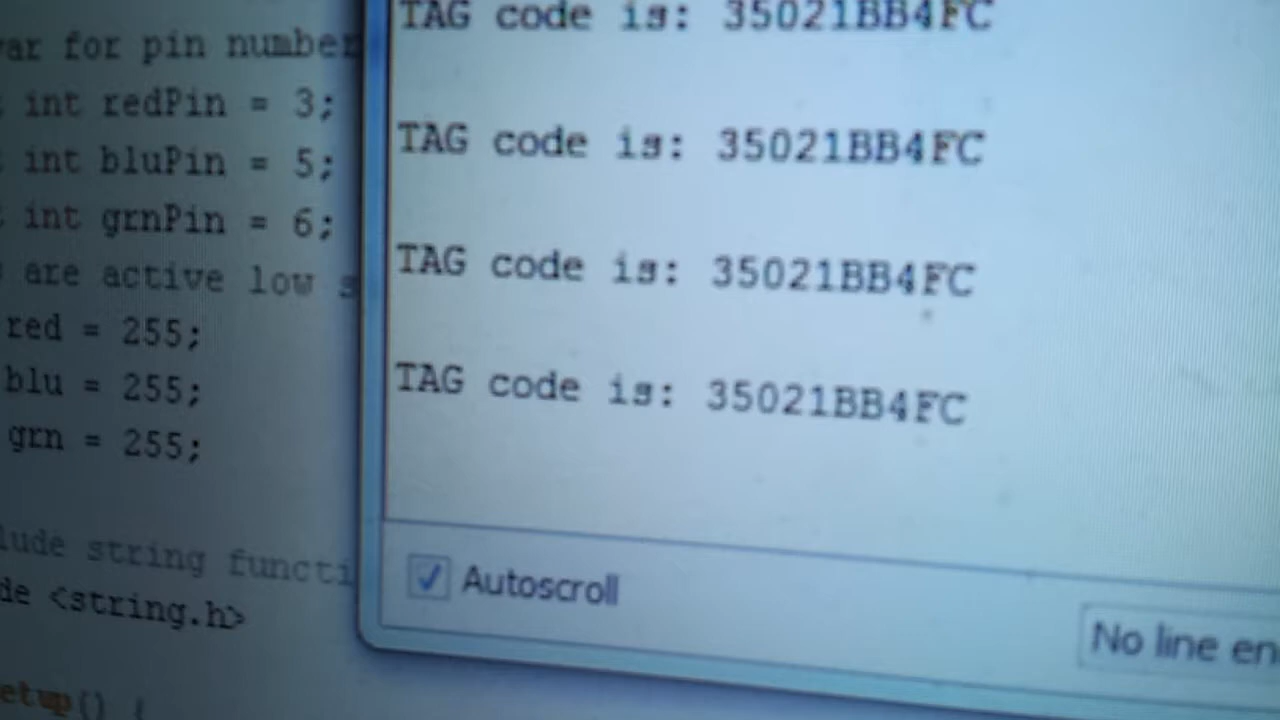 var for pin number
int redPin = 3;
int bluPin = 5;
int grnPin = 6;
are active low s
red = 255;
blu = 255;
grn = 255;
lude string functi
de <string.h>
etup() {
TAG code is: 35021BB4FC
TAG code is: 35021BB4FC
TAG code is: 35021BB4FC
TAG code is: 35021BB4FC
Autoscroll
No line en